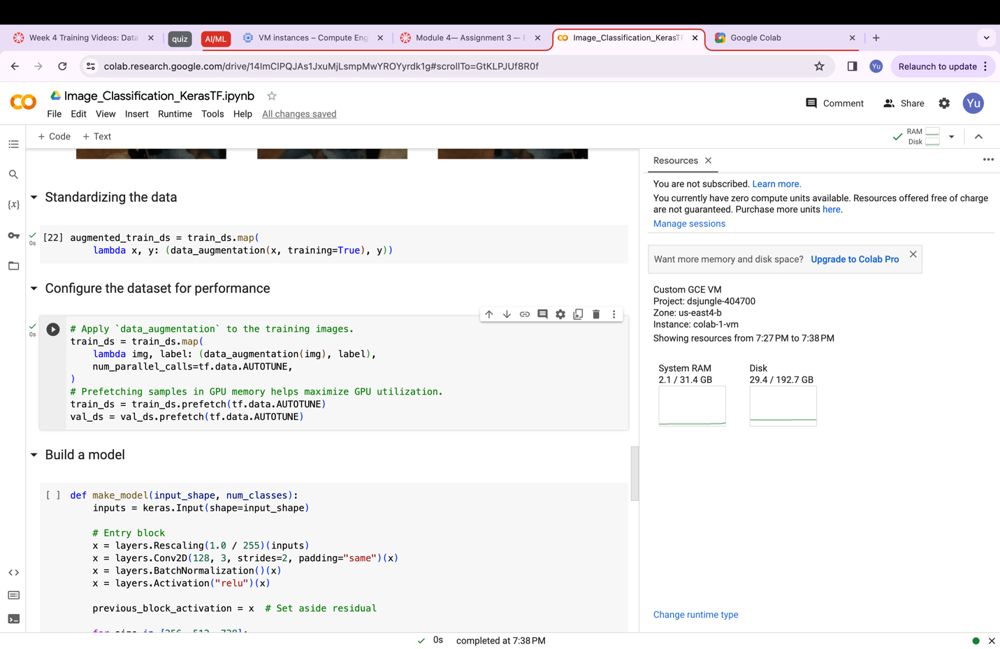 Week 4 Training Videos: Data
quiz
AI/ML
VM instances – Compute Eng
Module 4— Assignment 3 — E
Image_Classification_KerasTF
Google Colab
colab.research.google.com/drive/14lmClPQJAs1JxuMjLsmpMwYROYyrdk1g#scrollTo=GtKLPJUf8R0f
Yu
Relaunch to update
Image_Classification_KerasTF.ipynb
File Edit View Insert Runtime Tools Help All changes saved
Comment
Share
Yu
+ Code + Text
RAM
Disk
Standardizing the data
0s
[22] augmented_train_ds = train_ds.map(
lambda x, y: (data_augmentation(x, training=True), y))
Configure the dataset for performance
0s
# Apply `data_augmentation` to the training images.
train_ds = train_ds.map(
lambda img, label: (data_augmentation(img), label),
num_parallel_calls=tf.data.AUTOTUNE,
)
# Prefetching samples in GPU memory helps maximize GPU utilization.
train_ds = train_ds.prefetch(tf.data.AUTOTUNE)
val_ds = val_ds.prefetch(tf.data.AUTOTUNE)
Build a model
[ ] def make_model(input_shape, num_classes):
inputs = keras.Input(shape=input_shape)
# Entry block
x = layers.Rescaling(1.0 / 255)(inputs)
x = layers.Conv2D(128, 3, strides=2, padding="same")(x)
x = layers.BatchNormalization()(x)
x = layers.Activation("relu")(x)
previous_block_activation = x # Set aside residual
for size in [256, 512, 728]:
Resources
You are not subscribed. Learn more.
You currently have zero compute units available. Resources offered free of charge
are not guaranteed. Purchase more units here.
Manage sessions
Want more memory and disk space? Upgrade to Colab Pro
Custom GCE VM
Project: dsjungle-404700
Zone: us-east4-b
Instance: colab-1-vm
Showing resources from 7:27 PM to 7:38 PM
System RAM
2.1 / 31.4 GB
Disk
29.4 / 192.7 GB
Change runtime type
0s completed at 7:38 PM